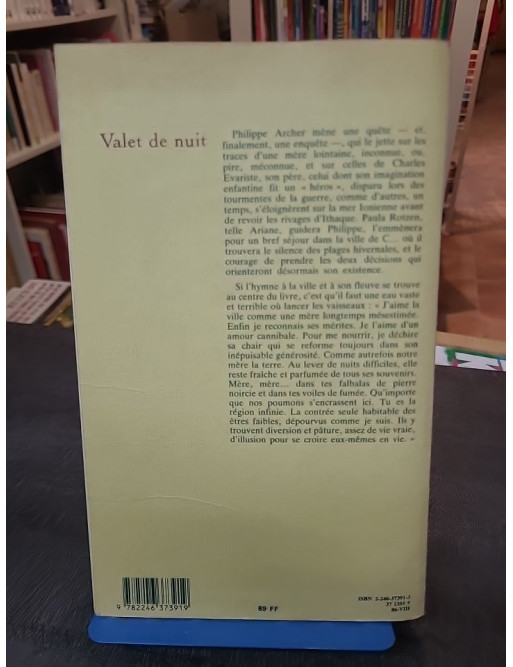 Valet de nuit
Philippe Archer mène une quête — et,
finalement, une enquête —, qui le jette sur les
traces d'une mère lointaine, inconnue, ou,
pire, méconnue, et sur celles de Charles
Evariste, son père, celui dont son imagination
enfantine fit un « héros », disparu lors des
tourmentes de la guerre, comme d'autres, un
temps, s'éloignèrent sur la mer Ionienne avant
de revoir les rivages d'Ithaque. Paula Rotzen,
telle Ariane, guidera Philippe, l'emmènera
pour un bref séjour dans la ville de C... où il
trouvera le silence des plages hivernales, et le
courage de prendre les deux décisions qui
orienteront désormais son existence.
Si l'hymne à la ville et à son fleuve se trouve
au centre du livre, c'est qu'il faut une eau vaste
et terrible où lancer les vaisseaux : « J'aime la
ville comme une mère longtemps mésestimée.
Enfin je reconnais ses mérites. Je l'aime d'un
amour cannibale. Pour me nourrir, je déchire
sa chair qui se reforme toujours dans son
inépuisable générosité. Comme autrefois notre
mère la terre. Au lever de nuits difficiles, elle
reste fraîche et parfumée de tous ses souvenirs.
Mère, mère... dans tes falbalas de pierre
noircie et dans tes voiles de fumée. Qu'importe
que nos poumons s'encrassent ici. Tu es la
région infinie. La contrée seule habitable des
êtres faibles, dépourvus comme je suis. Ils y
trouvent diversion et pâture, assez de vie vraie,
d'illusion pour se croire eux-mêmes en vie. »
9 782246 373919
89 FF
ISBN 2-246-37391-3
86-VIII